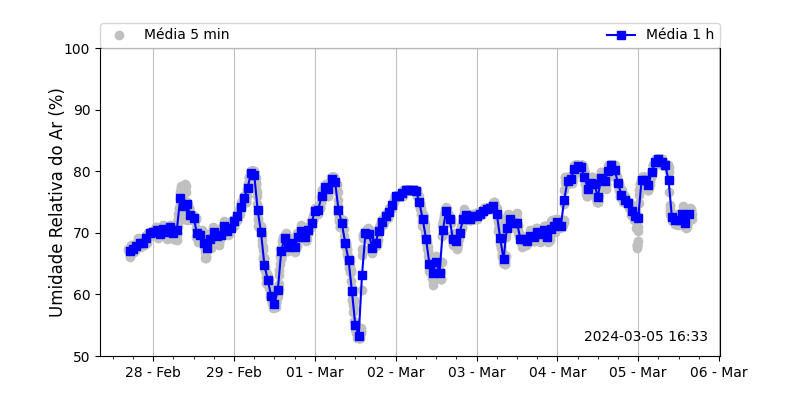 Média 5 min
Média 1 h
Umidade Relativa do Ar (%)
100
90
80
70
60
50
2024-03-05 16:33
28 - Feb
29 - Feb
01 - Mar
02 - Mar
03 - Mar
04 - Mar
05 - Mar
06 - Mar